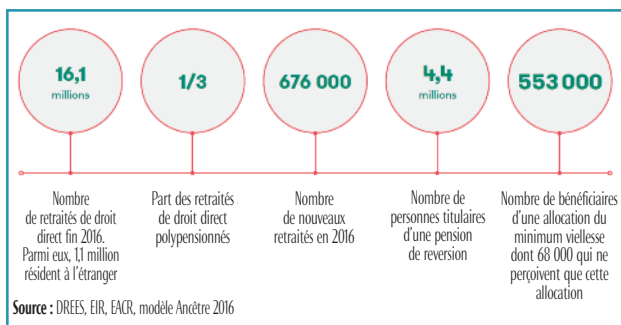 16,1
millions
1/3
676 000
4,4
millions
553 000
Nombre
de retraités de droit
direct fin 2016.
Parmi eux, 1,1 million
résident à l'étranger
Part des retraités
de droit direct
polypensionnés
Nombre
de nouveaux
retraités en 2016
Nombre de
personnes titulaires
d'une pension
de reversion
Nombre de bénéficiaires
d'une allocation du
minimum viellesse
dont 68 000 qui ne
perçoivent que cette
allocation
Source : DREES, EIR, EACR, modèle Ancêtre 2016